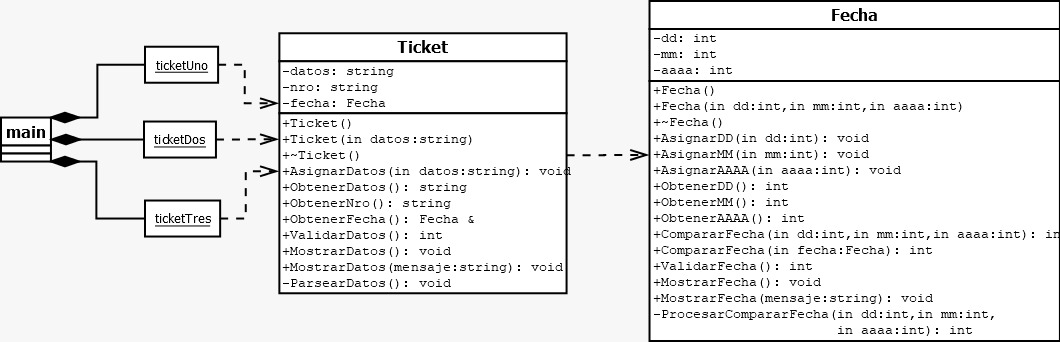 main
ticketUno
ticketDos
ticketTres
Ticket
-datos: string
-nro: string
-fecha: Fecha
+Ticket()
+Ticket(in datos:string)
+~Ticket()
+AsignarDatos(in datos:string): void
+ObtenerDatos(): string
+ObtenerNro(): string
+ObtenerFecha(): Fecha &
+ValidarDatos(): int
+MostrarDatos(): void
+MostrarDatos(mensaje:string): void
-ParsearDatos(): void
Fecha
-dd: int
-mm: int
-aaaa: int
+Fecha()
+Fecha(in dd:int,in mm:int,in aaaa:int)
+~Fecha()
+AsignarDD(in dd:int): void
+AsignarMM(in mm:int): void
+AsignarAAAA(in aaaa:int): void
+ObtenerDD(): int
+ObtenerMM(): int
+ObtenerAAAA(): int
+CompararFecha(in dd:int,in mm:int,in aaaa:int): in
+CompararFecha(in fecha:Fecha): int
+ValidarFecha(): int
+MostrarFecha(): void
+MostrarFecha(mensaje:string): void
-ProcesarCompararFecha(in dd:int,in mm:int,
in aaaa:int): int